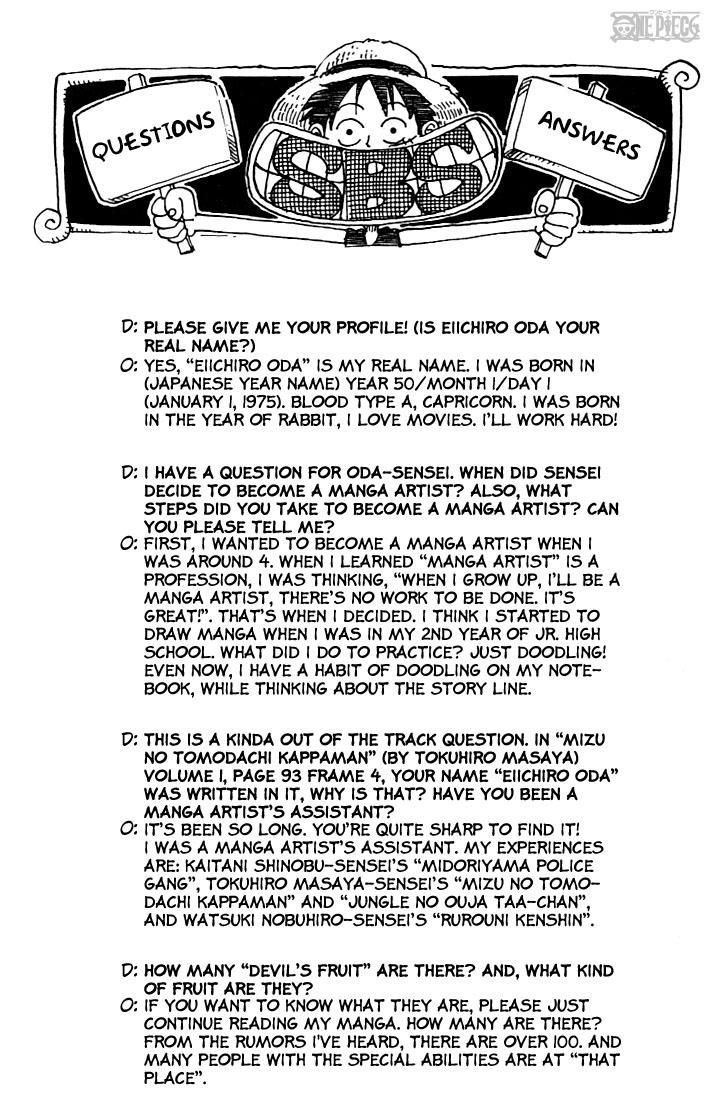 ワンピース
ONE PIECE
QUESTIONS
SBS
ANSWERS
D: PLEASE GIVE ME YOUR PROFILE! (IS EIICHIRO ODA YOUR
REAL NAME?)
O: YES, "EIICHIRO ODA" IS MY REAL NAME. I WAS BORN IN
(JAPANESE YEAR NAME) YEAR 50/MONTH 1/DAY 1
(JANUARY 1, 1975). BLOOD TYPE A, CAPRICORN. I WAS BORN
IN THE YEAR OF RABBIT, I LOVE MOVIES. I'LL WORK HARD!
D: I HAVE A QUESTION FOR ODA-SENSEI. WHEN DID SENSEI
DECIDE TO BECOME A MANGA ARTIST? ALSO, WHAT
STEPS DID YOU TAKE TO BECOME A MANGA ARTIST? CAN
YOU PLEASE TELL ME?
O: FIRST, I WANTED TO BECOME A MANGA ARTIST WHEN I
WAS AROUND 4. WHEN I LEARNED "MANGA ARTIST" IS A
PROFESSION, I WAS THINKING, "WHEN I GROW UP, I'LL BE A
MANGA ARTIST, THERE'S NO WORK TO BE DONE. IT'S
GREAT!". THAT'S WHEN I DECIDED. I THINK I STARTED TO
DRAW MANGA WHEN I WAS IN MY 2ND YEAR OF JR. HIGH
SCHOOL. WHAT DID I DO TO PRACTICE? JUST DOODLING!
EVEN NOW, I HAVE A HABIT OF DOODLING ON MY NOTE-
BOOK, WHILE THINKING ABOUT THE STORY LINE.
D: THIS IS A KINDA OUT OF THE TRACK QUESTION. IN "MIZU
NO TOMODACHI KAPPAMAN" (BY TOKUHIRO MASAYA)
VOLUME 1, PAGE 93 FRAME 4, YOUR NAME "EIICHIRO ODA"
WAS WRITTEN IN IT, WHY IS THAT? HAVE YOU BEEN A
MANGA ARTIST'S ASSISTANT?
O: IT'S BEEN SO LONG. YOU'RE QUITE SHARP TO FIND IT!
I WAS A MANGA ARTIST'S ASSISTANT. MY EXPERIENCES
ARE: KAITANI SHINOBU-SENSEI'S "MIDORIYAMA POLICE
GANG", TOKUHIRO MASAYA-SENSEI'S "MIZU NO TOMO-
DACHI KAPPAMAN" AND "JUNGLE NO OUJA TAA-CHAN",
AND WATSUKI NOBUHIRO-SENSEI'S "RUROUNI KENSHIN".
D: HOW MANY "DEVIL'S FRUIT" ARE THERE? AND, WHAT KIND
OF FRUIT ARE THEY?
O: IF YOU WANT TO KNOW WHAT THEY ARE, PLEASE JUST
CONTINUE READING MY MANGA. HOW MANY ARE THERE?
FROM THE RUMORS I'VE HEARD, THERE ARE OVER 100. AND
MANY PEOPLE WITH THE SPECIAL ABILITIES ARE AT "THAT
PLACE".